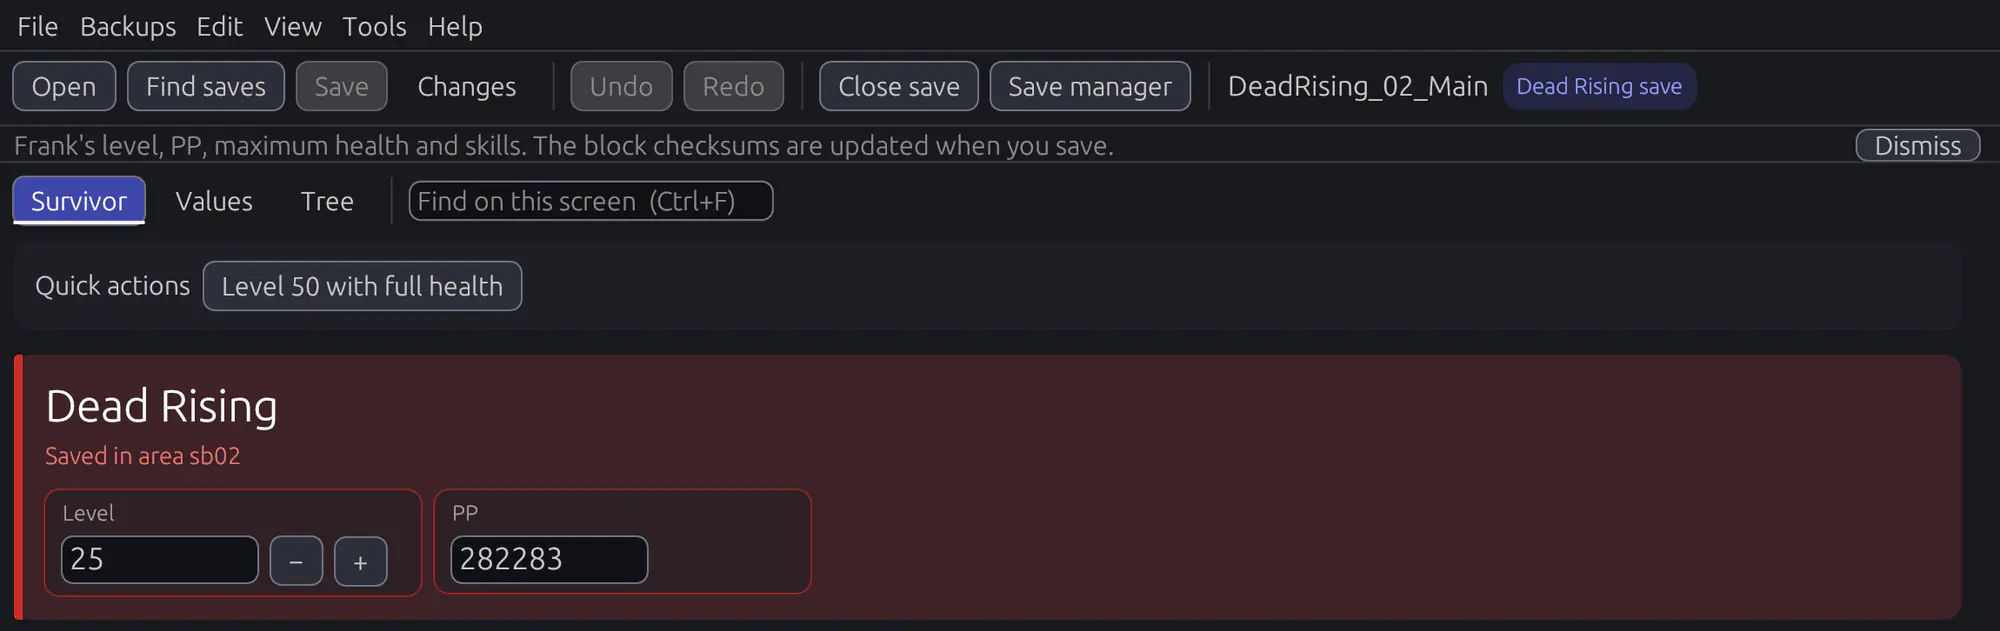 File Backups Edit View Tools Help
Open Find saves Save Changes Undo Redo Close save Save manager DeadRising_02_Main Dead Rising save
Frank's level, PP, maximum health and skills. The block checksums are updated when you save. Dismiss
Survivor Values Tree Find on this screen (Ctrl+F)
Quick actions Level 50 with full health
Dead Rising
Saved in area sb02
Level PP
25 − + 282283